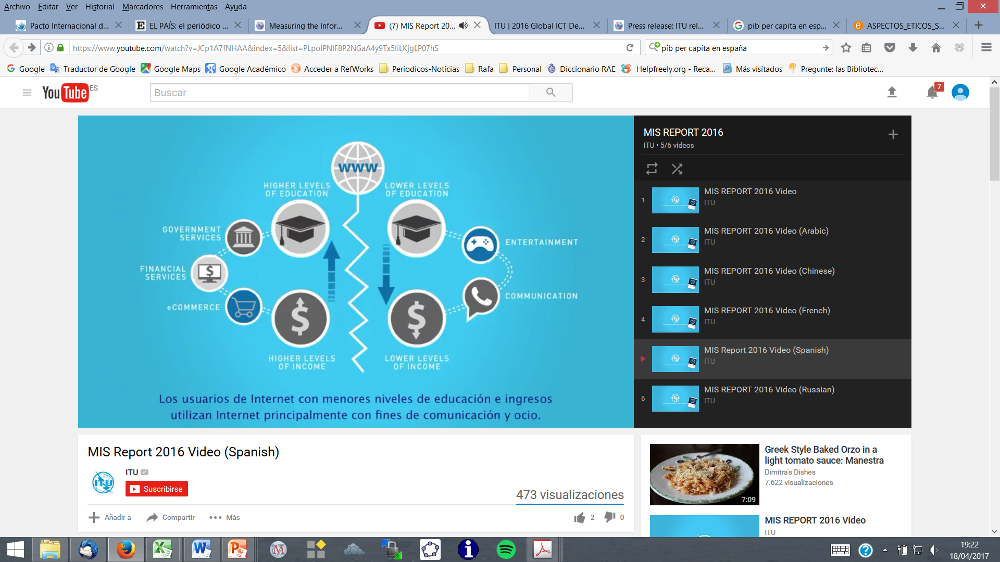 Archivo Editar Ver Historial Marcadores Herramientas Ayuda
Pacto Internacional d...
EL PAÍS: el periódico ...
Measuring the Infor...
(7) MIS Report 20...
ITU | 2016 Global ICT De...
Press release: ITU rel...
pib per capita en esp...
ASPECTOS_ETICOS_S...
https://www.youtube.com/watch?v=JCp1A7fNHAA&index=5&list=PLpoIPNlF8P2NGaA4y9Tx5IiLKjgLP07hS
pib per capita en españa
Google Traductor de Google Google Maps Google Académico Acceder a RefWorks Periodicos-Noticias Rafa Personal Diccionario RAE Helpfreely.org - Reca... Más visitados Pregunte: las Bibliotec...
YouTube ES
Buscar
7
WWW
HIGHER LEVELS
OF EDUCATION
LOWER LEVELS
OF EDUCATION
GOVERNMENT
SERVICES
ENTERTAINMENT
FINANCIAL
SERVICES
COMMUNICATION
eCOMMERCE
HIGHER LEVELS
OF INCOME
LOWER LEVELS
OF INCOME
Los usuarios de Internet con menores niveles de educación e ingresos
utilizan Internet principalmente con fines de comunicación y ocio.
MIS REPORT 2016
ITU • 5/6 vídeos
1
MIS REPORT 2016 Video
ITU
2
MIS REPORT 2016 Video (Arabic)
ITU
3
MIS REPORT 2016 Video (Chinese)
ITU
4
MIS REPORT 2016 Video (French)
ITU
MIS Report 2016 Video (Spanish)
ITU
6
MIS REPORT 2016 Video (Russian)
ITU
MIS Report 2016 Video (Spanish)
ITU
ITU
Suscribirse
473 visualizaciones
Añadir a Compartir Más
2 0
Greek Style Baked Orzo in a
light tomato sauce: Manestra
Dimitra's Dishes
7.622 visualizaciones
7:09
MIS REPORT 2016 Video
ITU
19:22
18/04/2017